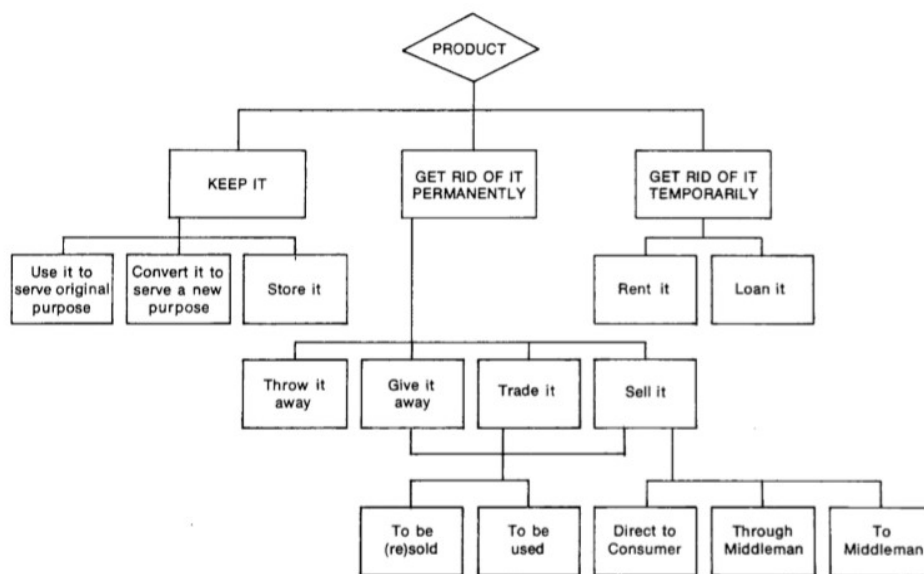 PRODUCT
KEEP IT
GET RID OF IT
PERMANENTLY
GET RID OF IT
TEMPORARILY
Use it to
serve original
purpose
Convert it to
serve a new
purpose
Store it
Rent it
Loan it
Throw it
away
Give it
away
Trade it
Sell it
To be
(re)sold
To be
used
Direct to
Consumer
Through
Middleman
To
Middleman